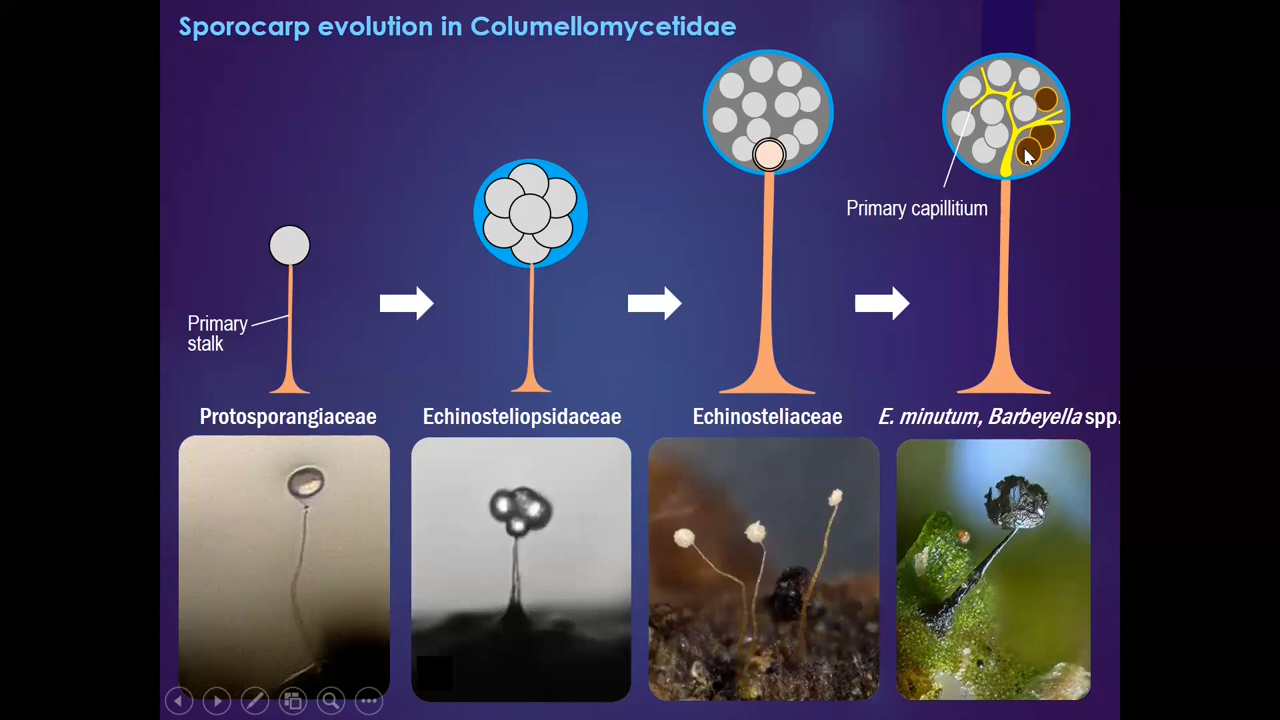 Sporocarp evolution in Columellomycetidae
Primary capillitium
Primary
stalk
Protosporangiaceae
Echinosteliopsidaceae
Echinosteliaceae
E. minutum, Barbeyella spp.